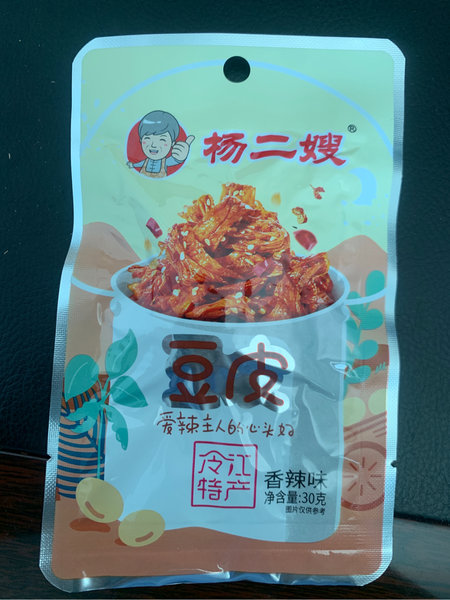 杨二嫂®
豆皮
爱辣主人的心头好
冷江
特产
香辣味
净含量:30克
图片仅供参考